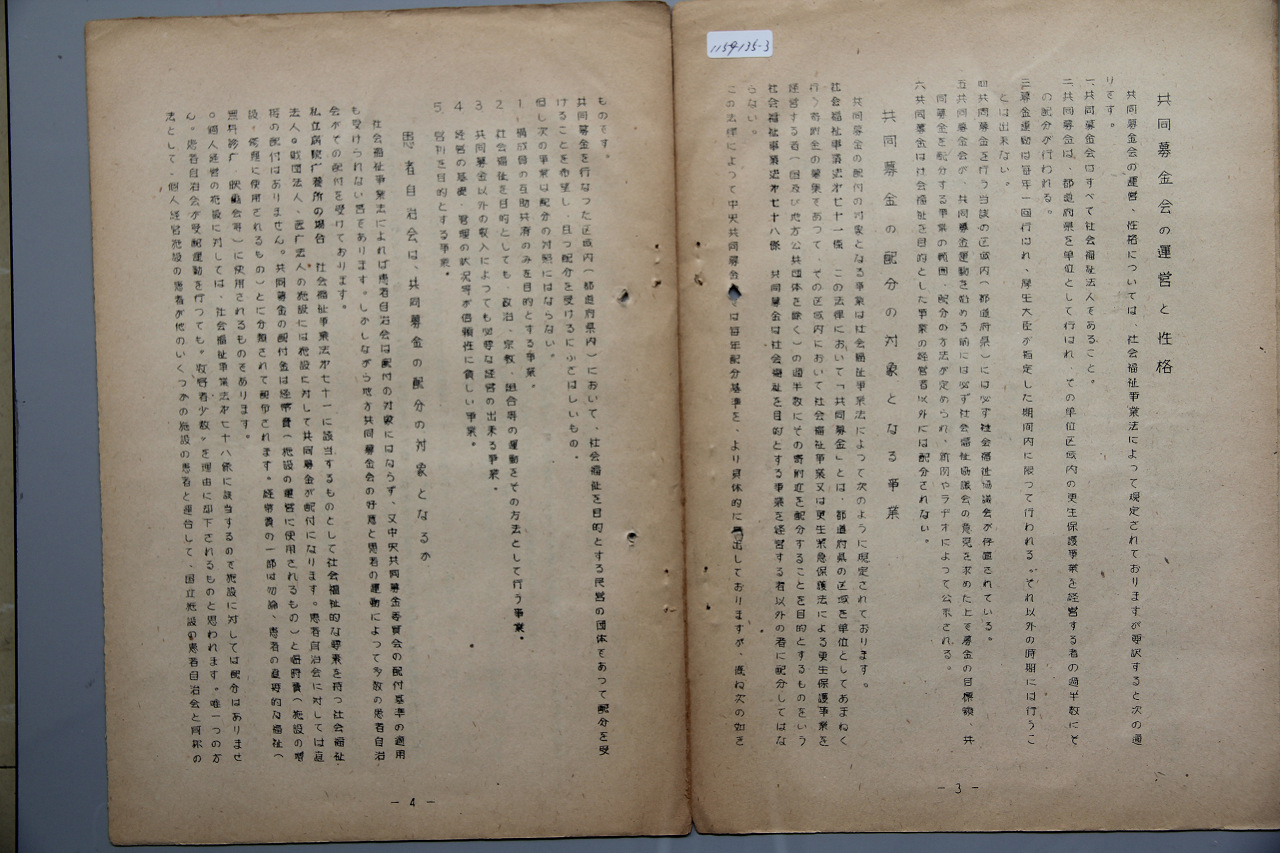 1154-135-3
共同募金会の運営と性格
共同募金会の運営、性格については、社会福祉事業法によって規定されておりますが要訳すると次の通
りです。
一、共同募金会はすべて社会福祉法人であること。
二、共同募金は、都道府県を単位として行はれ、その単位区域内の更生保護事業を経営する者の過半数にそ
の配分が行われる。
三、募金運動は毎年一回行はれ、厚生大臣が指定した期间内に限って行われる。それ以外の時期には行うこ
とは出来ない。
四、共同募金を行う当該の区域内（都道府県）には必ず社会福祉協議会が存置されている。
五、共同募金会が、共同募金運動を始める前には必ず社会福祉協議会の意見を求めた上で募金の目標額、共
同募金を配分する事業の範囲、配分の方法が定められ、新闻やラヂオによって公示される。
六、共同募金は社会福祉を目的とした事業の経営者以外には配分されない。
共同募金の配分の対象となる事業
共同募金の配付の対象となる事業は社会福祉事業法によって次のように規定されております。
社会福祉事業法才七十一條　この法律において「共同募金」とは、都道府県の区域を単位としてあまねく
行う寄附金の募集であつて、その区域内において社会福祉事業又は更生緊急保護法による更生保護事業を
経営する者（国及び地方公共団体を除く）の過半数にその寄附金を配分することを目的とするものをいう
社会福祉事業法才七十八條　共同募金は社会福祉を目的とする事業を経営する者以外の者に配分してはな
らない。
この法律によって中央共同募金会では毎年配分基準を、より具体的に出しておりますが、概ね次の如き
— 3 —
ものです。
共同募金を行なつた区域内（都道府県内）において、社会福祉を目的とする民営の団体であつて配分を受
けることを希望し、且つ配分を受けるにふさはしいもの。
但し次の事業は配分の対照にはならない。
1. 構成員の互助共済のみを目的とする事業。
2. 社会福祉を目的としても、政治、宗教、組合等の運動をその方法として行う事業。
3. 共同募金以外の収入によつても必要な経営の出来る事業。
4. 経営の基礎、管理の状況等が信頼性に貧しい事業。
5. 営利を目的とする事業。
患者自治会は、共同募金の配分の対象となるか
社会福祉事業法によれば患者自治会は配付の対象にはならず、又中央共同募金委員会の配付基準の適用
も受けられない筈であります。しかしながら地方共同募金会の好意と患者の運動によって多数の患者自治
会がその配付を受けております。
私立病院广養所の場合　社会福祉事業法才七十一に該当するものとして社会福祉的な要素を持つ社会福祉
法人、財団法人、医广法人の施設には施設に対して共同募金が配付になります。患者自治会に対しては直
接の配付はありません。共同募金の配付金は経常費（施設の運営に使用されるもの）と臨時費（施設の増
設、修理に使用されるもの）とに分類されて配布されます。経常費の一部は勿論、患者の直接的な福祉（
無料診广、慰安会等）に使用されるものであります。
。個人経営の施設に対しては、社会福祉事業法才七十八條に該当するので施設に対しては配分はありませ
ん。患者自治会が受配運動を行つても〝収容者少数〟を理由に却下されるものと思われます。唯一つの方
法として、個人経営施設の患者が他のいくつかの施設の患者と連合して、国立施設の患者自治会と同様の
— 4 —